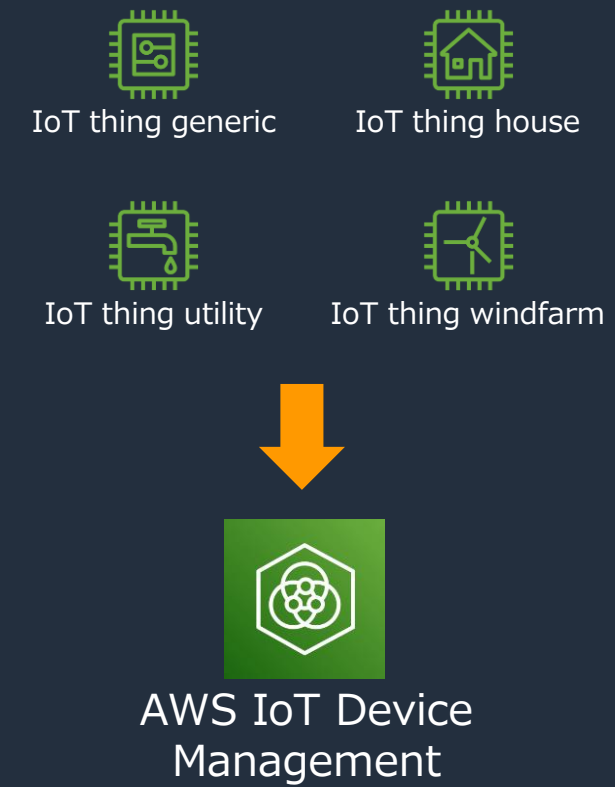 IoT thing generic
IoT thing house
IoT thing utility
IoT thing windfarm
AWS IoT Device
Management